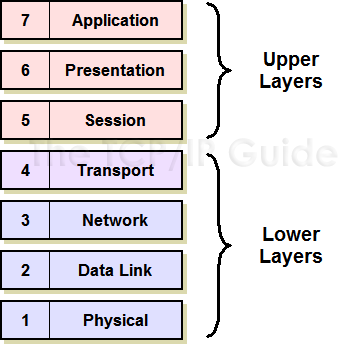 7 Application
6 Presentation
5 Session
4 Transport
3 Network
2 Data Link
1 Physical
Upper
Layers
Lower
Layers
The TCP/IP Guide